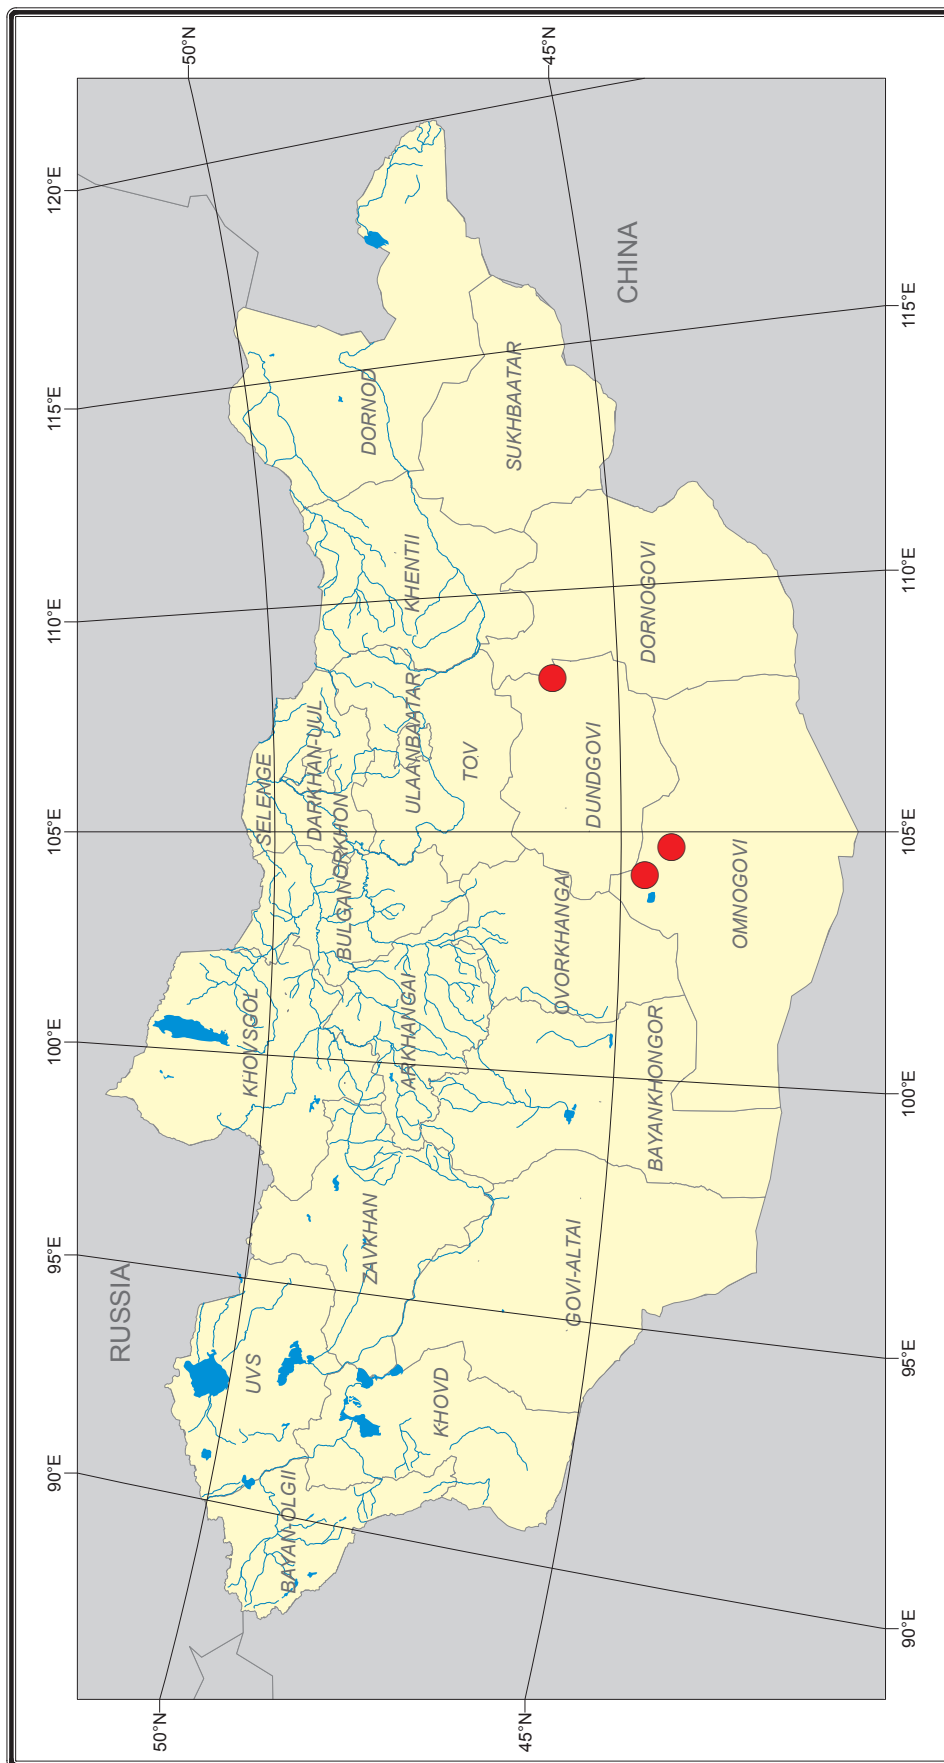 90°E
95°E
100°E
105°E
110°E
115°E
120°E
50°N
50°N
45°N
45°N
RUSSIA
CHINA
BAYAN-OLGII
UVS
KHOVD
ZAVKHAN
GOVI-ALTAI
KHOVSGOL
ARKHANGAI
BAYANKHONGOR
OVORKHANGAI
BULGAN
ORKHON
SELENGE
DARKHAN-UUL
ULAANBAATAR
TOV
DUNDGOVI
OMNOGOVI
KHENTII
DORNOGOVI
DORNOD
SUKHBAATAR
90°E
95°E
100°E
105°E
110°E
115°E